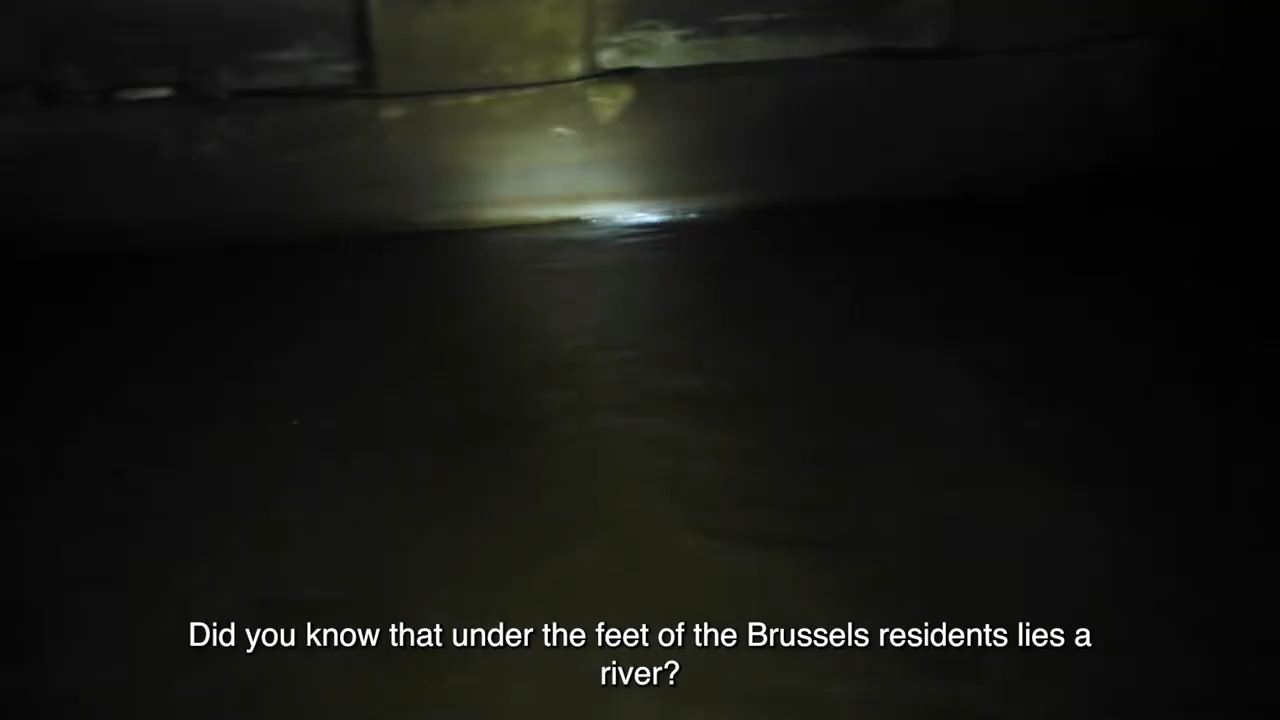 Did you know that under the feet of the Brussels residents lies a
river?